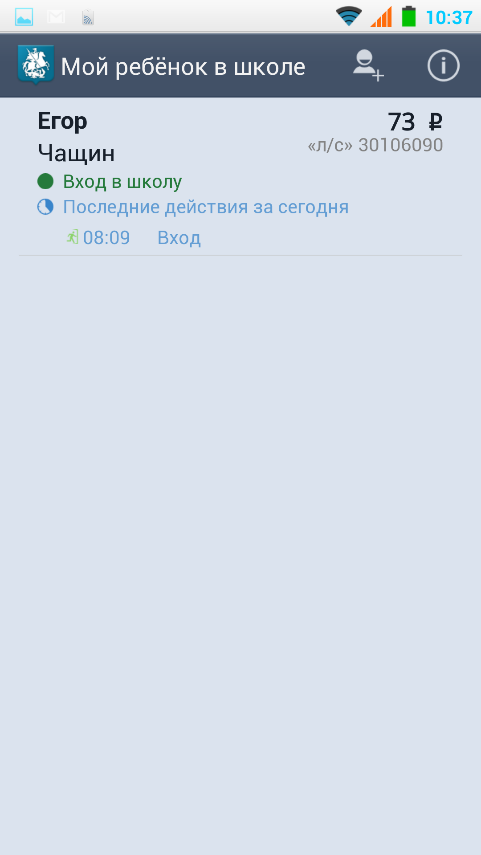 10:37
Мой ребёнок в школе
Егор 73 ₽
Чащин «л/с» 30106090
Вход в школу
Последние действия за сегодня
08:09 Вход